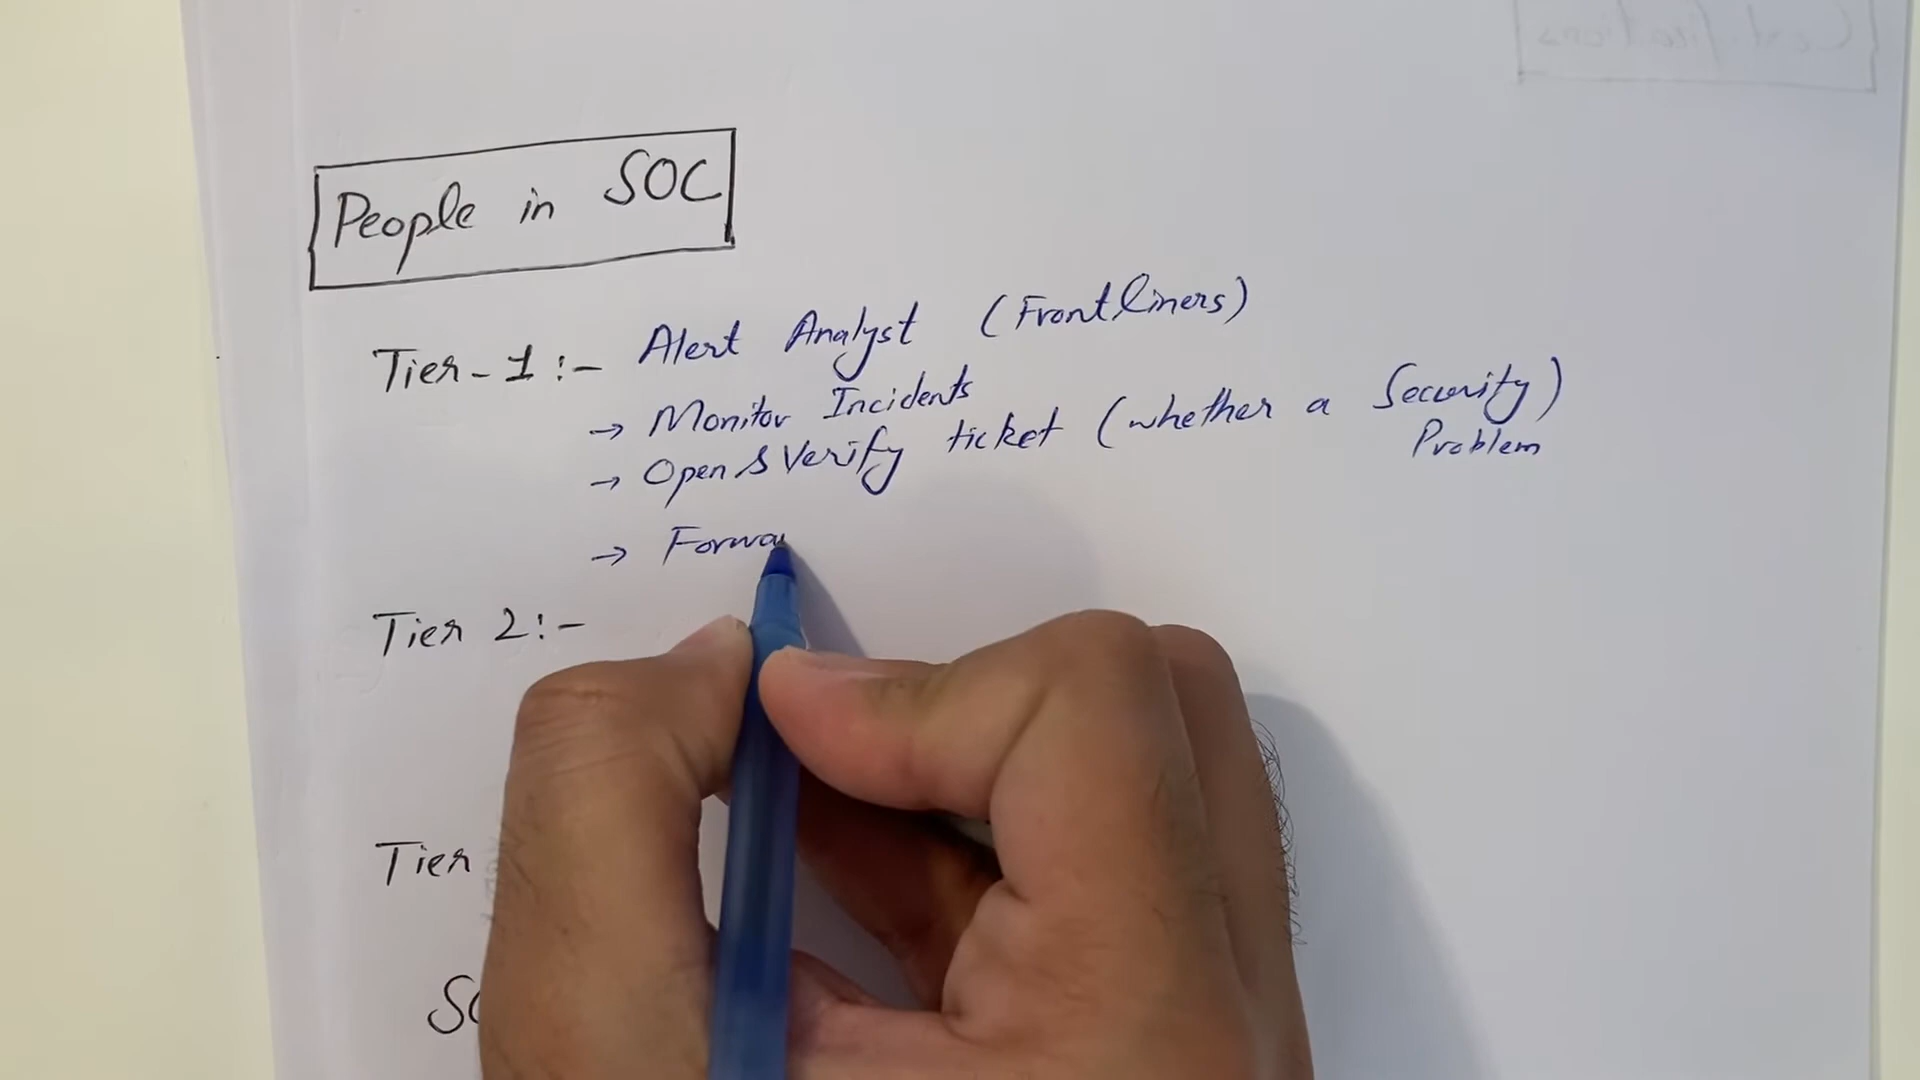 People in SOC
Tier-1 :- Alert Analyst (Frontliners)
→ Monitor Incidents
→ Open & Verify ticket (whether a Security)
Problem
→ Forwa
Tier 2:-
Tier